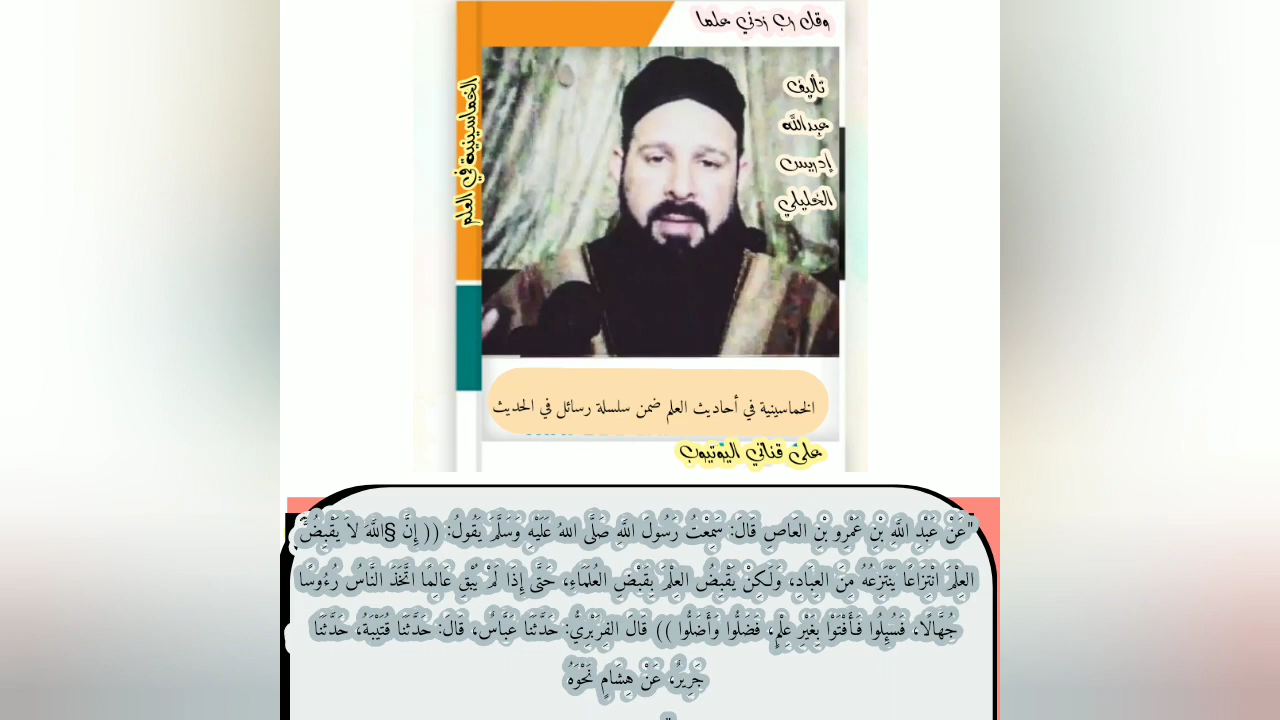 وقل رب زدني علما
تأليف
عبدالله
إدريس
الخليلي
الخماسينية في العلم
الخماسينية في أحاديث العلم ضمن سلسلة رسائل في الحديث
على قناتي اليوتيوب
"عَنْ عَبْدِ اللَّهِ بْنِ عَمْرِو بْنِ العَاصِ قَالَ: سَمِعْتُ رَسُولَ اللَّهِ صَلَّى اللهُ عَلَيْهِ وَسَلَّمَ يَقُولُ: (( إِنَّ §اللَّهَ لاَ يَقْبِضُ
العِلْمَ انْتِزَاعًا يَنْتَزِعُهُ مِنَ العِبَادِ، وَلَكِنْ يَقْبِضُ العِلْمَ بِقَبْضِ العُلَمَاءِ، حَتَّى إِذَا لَمْ يُبْقِ عَالِمًا اتَّخَذَ النَّاسُ رُءُوسًا
جُهَّالًا، فَسُئِلُوا فَأَفْتَوْا بِغَيْرِ عِلْمٍ، فَضَلُّوا وَأَضَلُّوا )) قَالَ الفِرَبْرِيُّ: حَدَّثَنَا عَبَّاسٌ، قَالَ: حَدَّثَنَا قُتَيْبَةُ، حَدَّثَنَا
جَرِيرٌ، عَنْ هِشَامٍ نَحْوَهُ